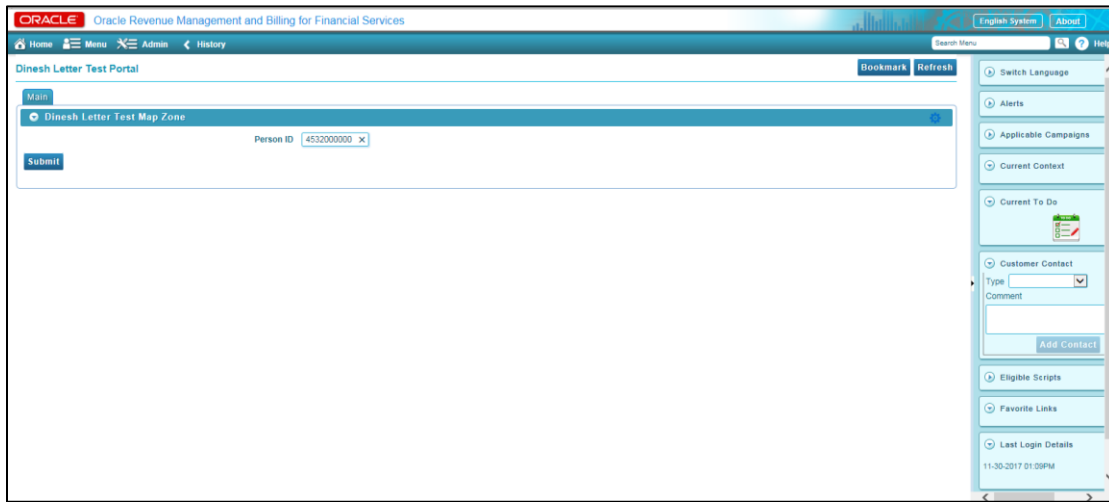 ORACLE Oracle Revenue Management and Billing for Financial Services English System About
Home Menu Admin History Search Menu Help
Dinesh Letter Test Portal Bookmark Refresh
Main
Dinesh Letter Test Map Zone
Person ID 4532000000 x
Submit
Switch Language
Alerts
Applicable Campaigns
Current Context
Current To Do
Customer Contact
Type
Comment
Add Contact
Eligible Scripts
Favorite Links
Last Login Details
11-30-2017 01:09PM